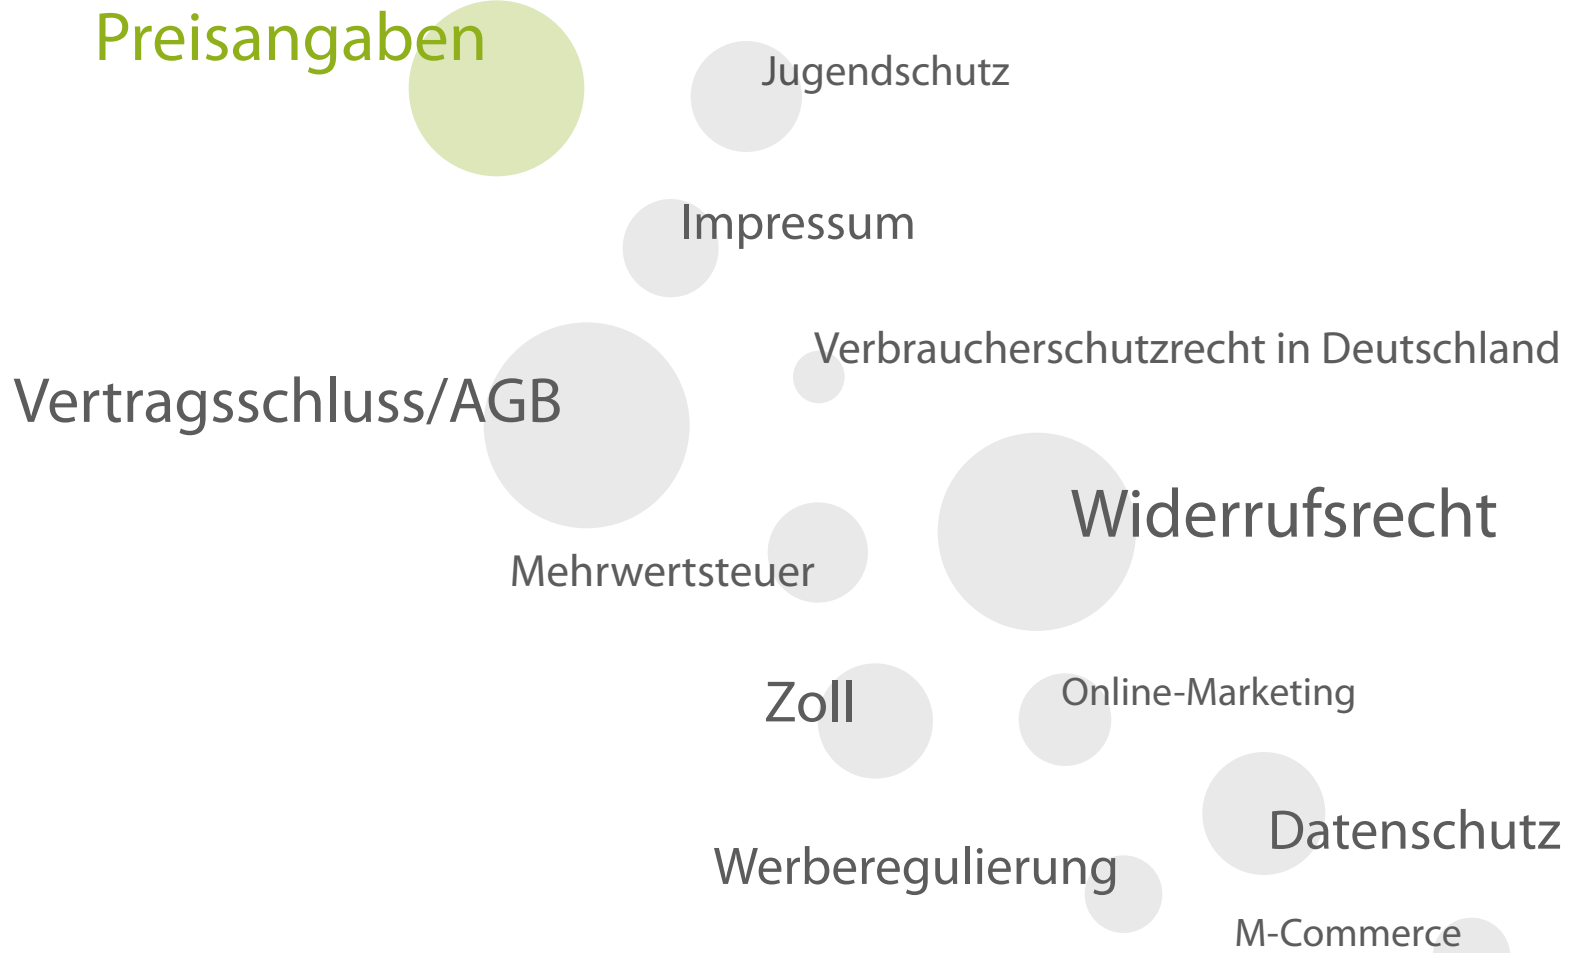 Preisangaben
Jugendschutz
Impressum
Verbraucherschutzrecht in Deutschland
Vertragsschluss/AGB
Widerrufsrecht
Mehrwertsteuer
Zoll
Online-Marketing
Datenschutz
Werberegulierung
M-Commerce